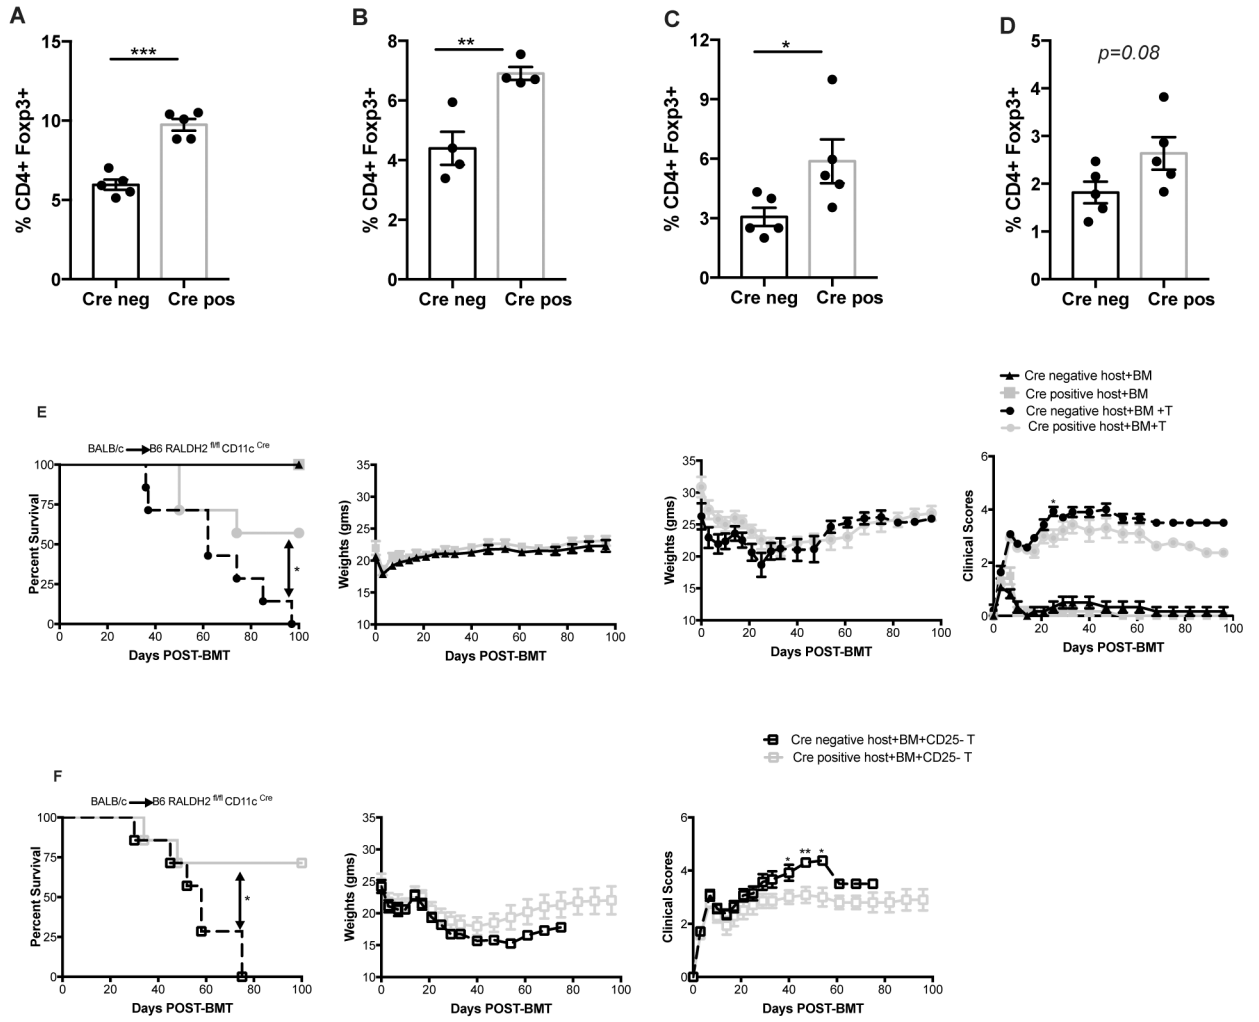 A
15
10
5
0
% CD4+ Foxp3+
***
Cre neg
Cre pos
B
8
6
4
2
0
% CD4+ Foxp3+
**
Cre neg
Cre pos
C
12
9
6
3
0
% CD4+ Foxp3+
*
Cre neg
Cre pos
D
5
4
3
2
1
0
% CD4+ Foxp3+
p=0.08
Cre neg
Cre pos
Cre negative host+BM
Cre positive host+BM
Cre negative host+BM +T
Cre positive host+BM+T
E
BALB/c B6 RALDH2 fl/fl CD11c Cre
100
75
50
25
0
Percent Survival
*
0 20 40 60 80 100
Days POST-BMT
35
30
25
20
15
10
Weights (gms)
0 20 40 60 80 100
Days POST-BMT
35
30
25
20
15
10
Weights (gms)
0 20 40 60 80 100
Days POST-BMT
6
4
2
0
Clinical Scores
*
0 20 40 60 80 100
Days POST-BMT
Cre negative host+BM+CD25- T
Cre positive host+BM+CD25- T
F
BALB/c B6 RALDH2 fl/fl CD11c Cre
100
75
50
25
0
Percent Survival
*
0 20 40 60 80 100
Days POST-BMT
35
30
25
20
15
10
Weights (gms)
0 20 40 60 80 100
Days POST-BMT
6
4
2
0
Clinical Scores
* ** *
0 20 40 60 80 100
Days POST-BMT